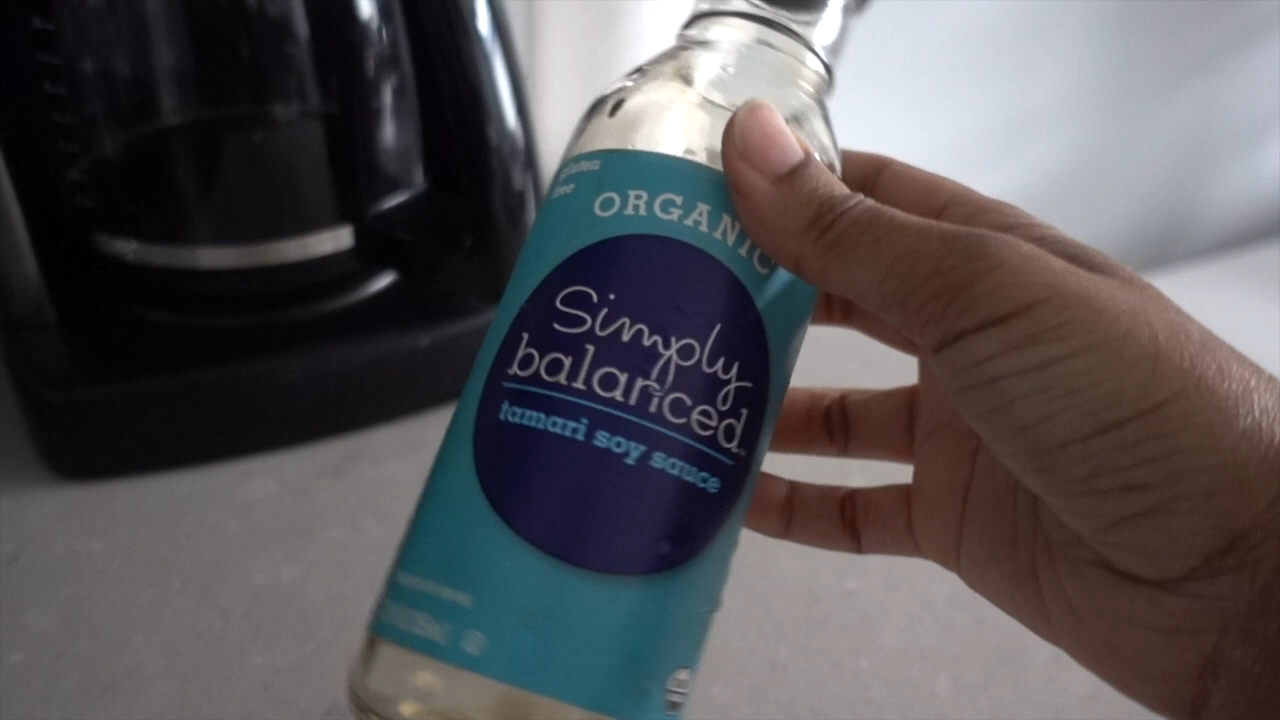 gluten
free
ORGANIC
Simply
balanced.
tamari soy sauce